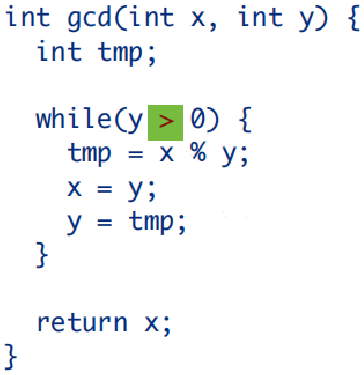 int gcd(int x, int y) {
  int tmp;

  while(y > 0) {
    tmp = x % y;
    x = y;
    y = tmp;
  }

  return x;
}